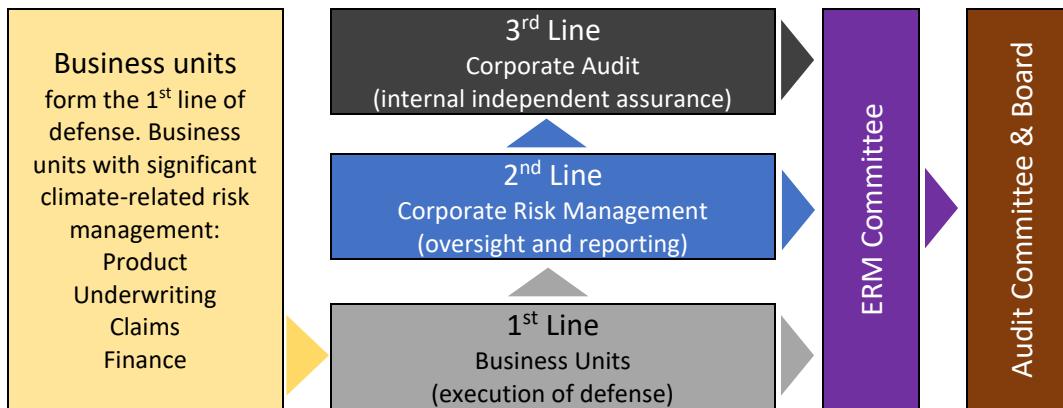 Business units
form the 1st line of
defense. Business
units with significant
climate-related risk
management:
Product
Underwriting
Claims
Finance
3rd Line
Corporate Audit
(internal independent assurance)
2nd Line
Corporate Risk Management
(oversight and reporting)
1st Line
Business Units
(execution of defense)
ERM Committee
Audit Committee & Board